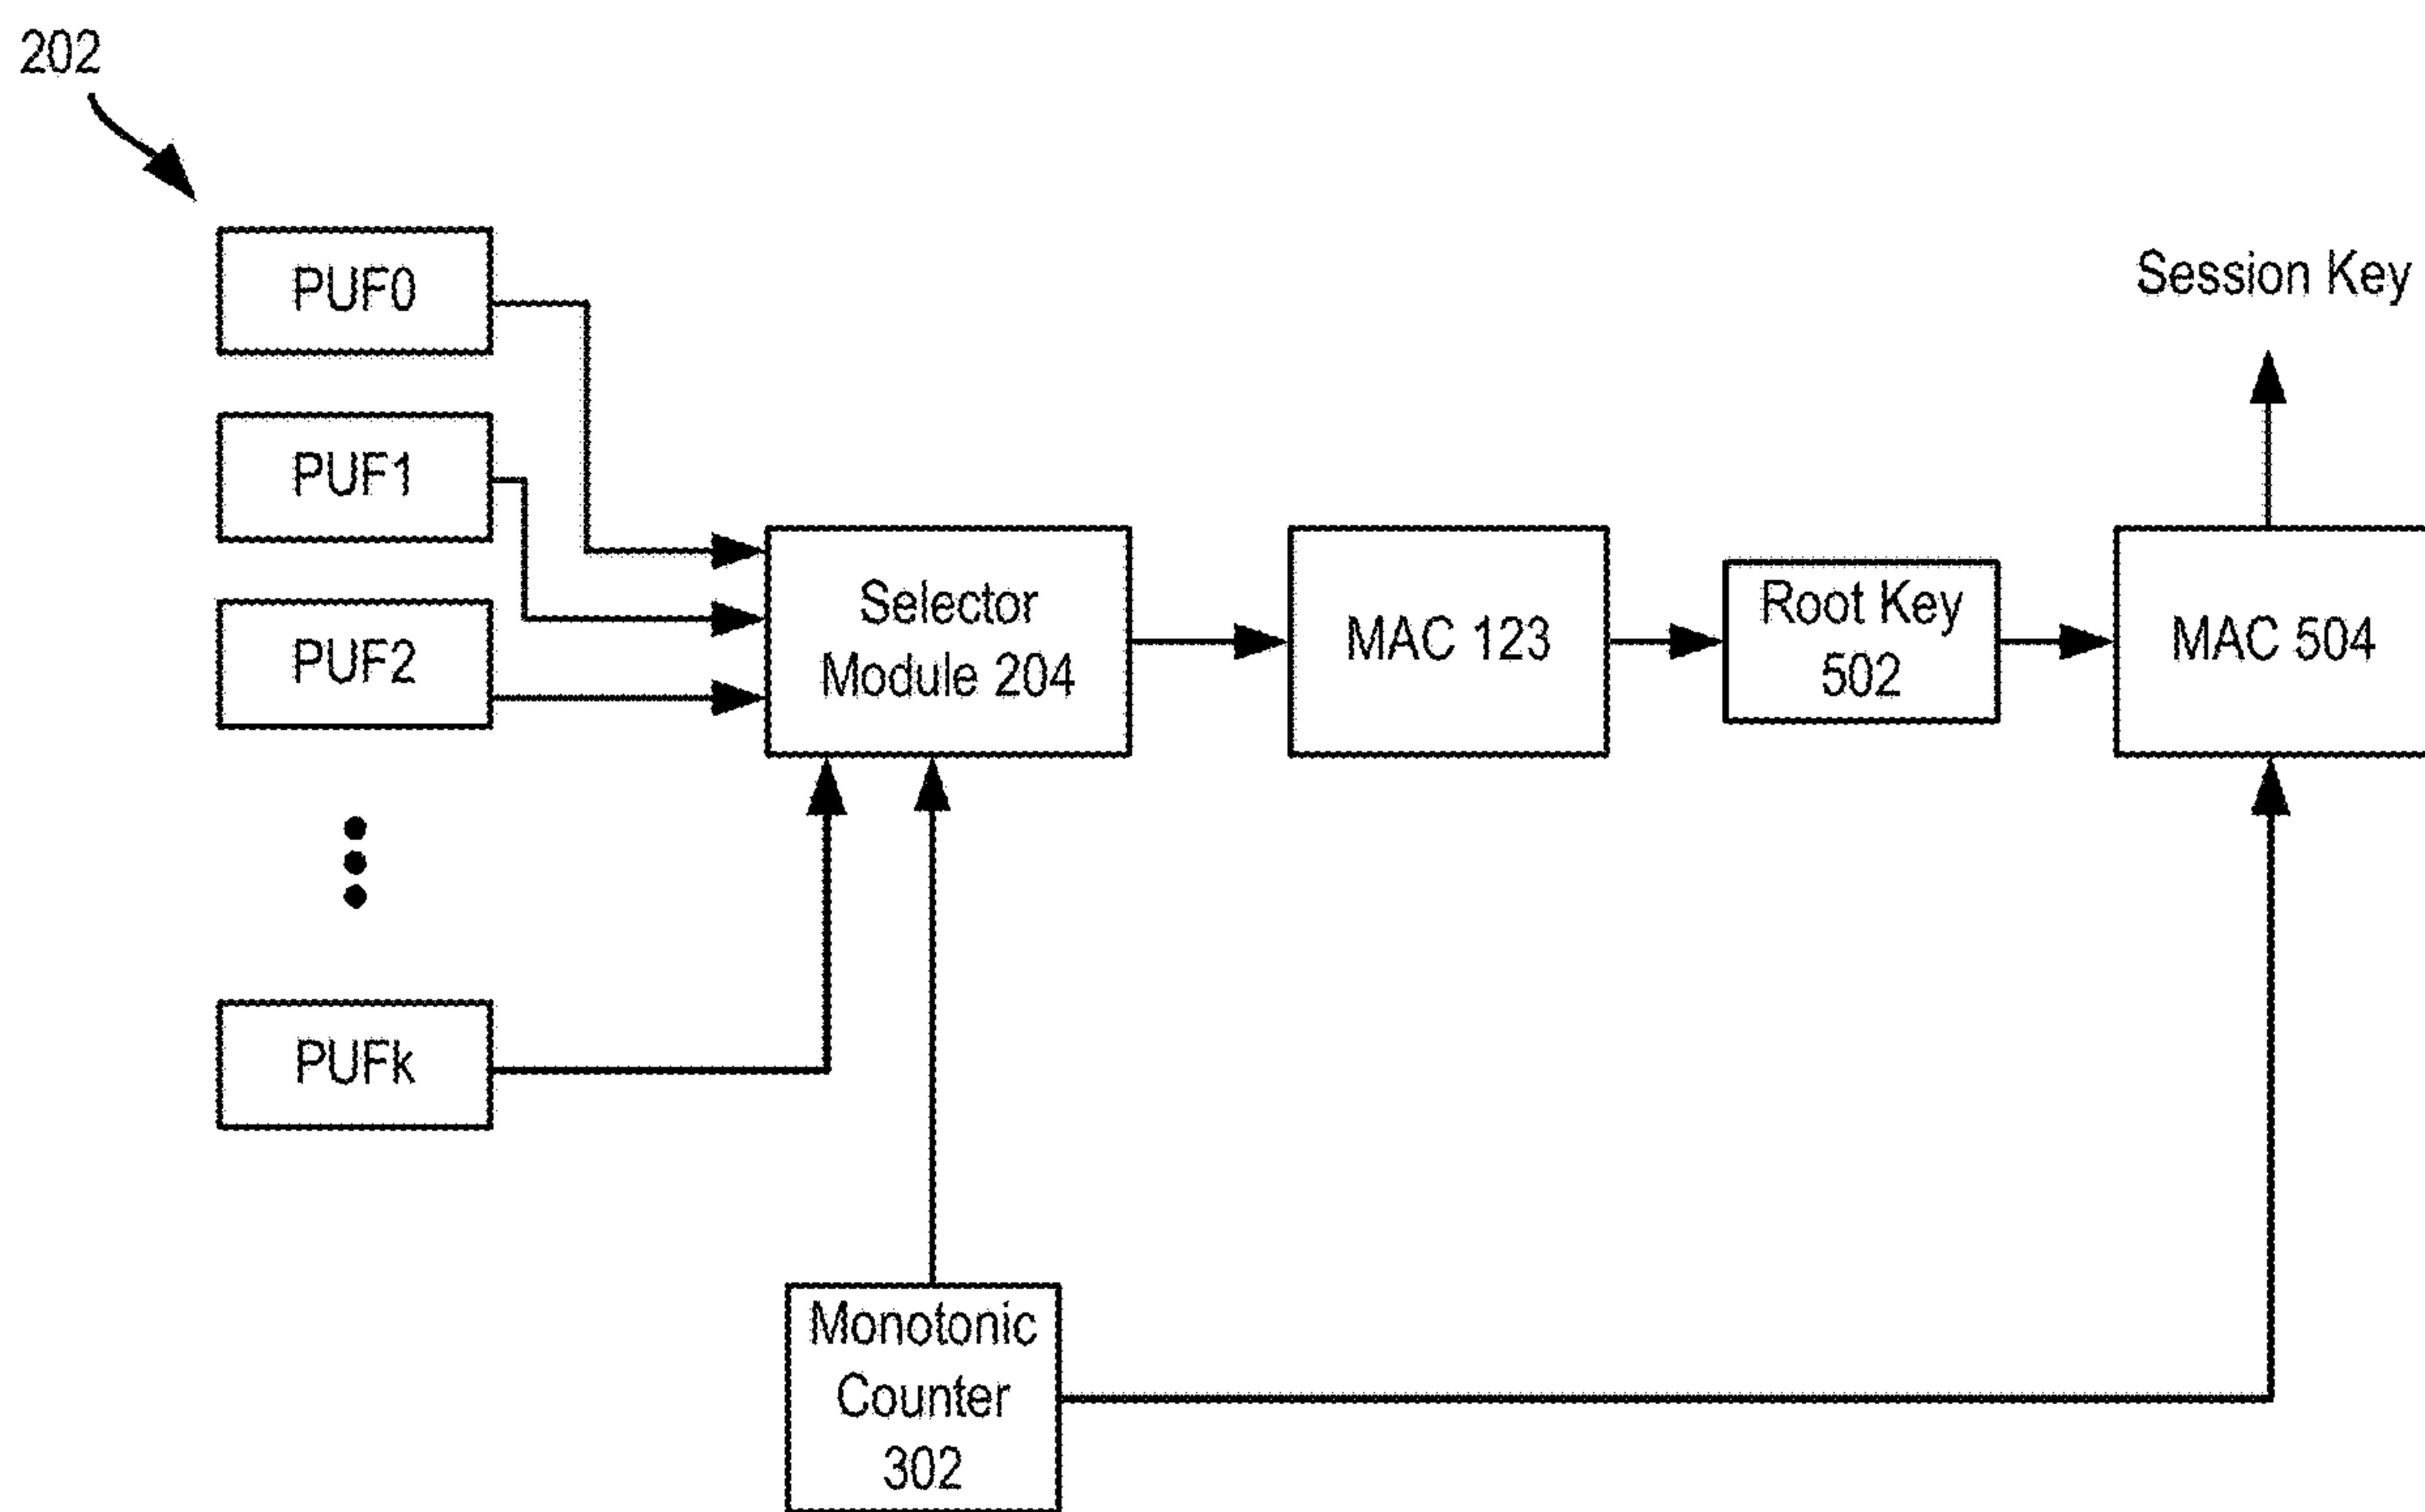 202
PUF0
Session Key
PUF1
PUF2
Selector
Module 204
MAC 123
Root Key
502
MAC 504
PUFk
Monotonic
Counter
302